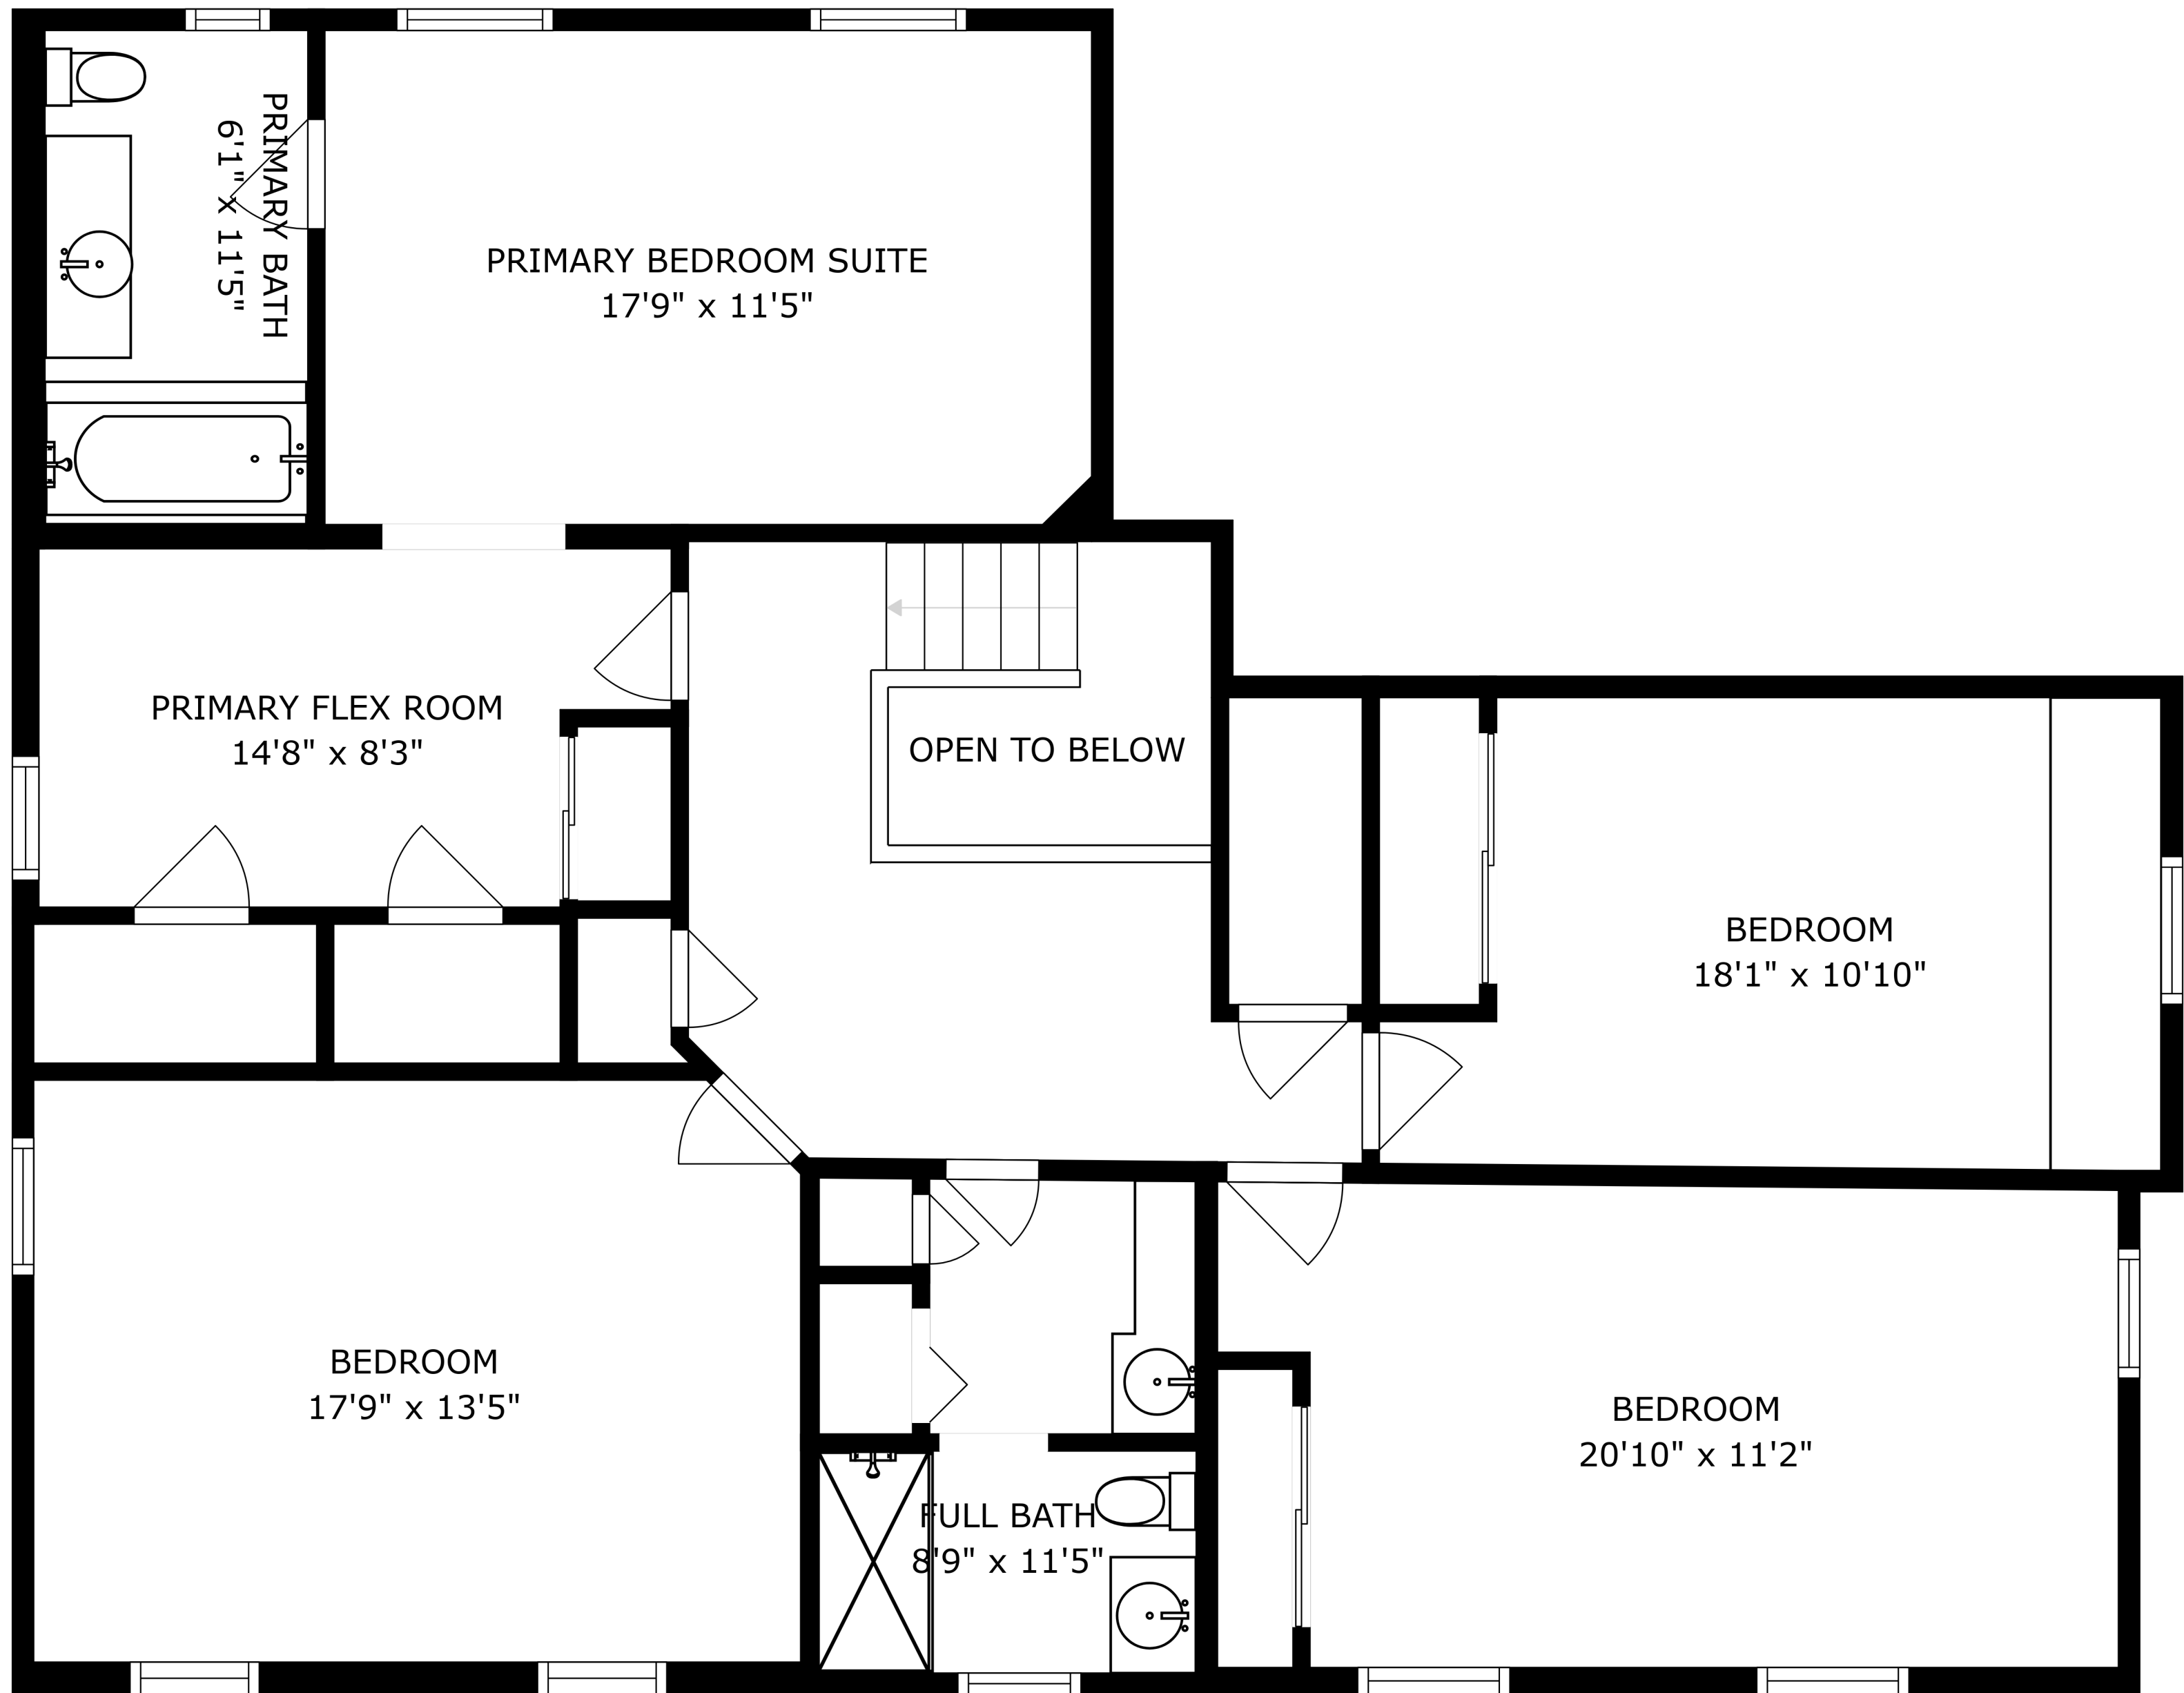 PRIMARY BATH
6'1" x 11'5"
PRIMARY BEDROOM SUITE
17'9" x 11'5"
PRIMARY FLEX ROOM
14'8" x 8'3"
OPEN TO BELOW
BEDROOM
18'1" x 10'10"
BEDROOM
17'9" x 13'5"
BEDROOM
20'10" x 11'2"
FULL BATH
8'9" x 11'5"